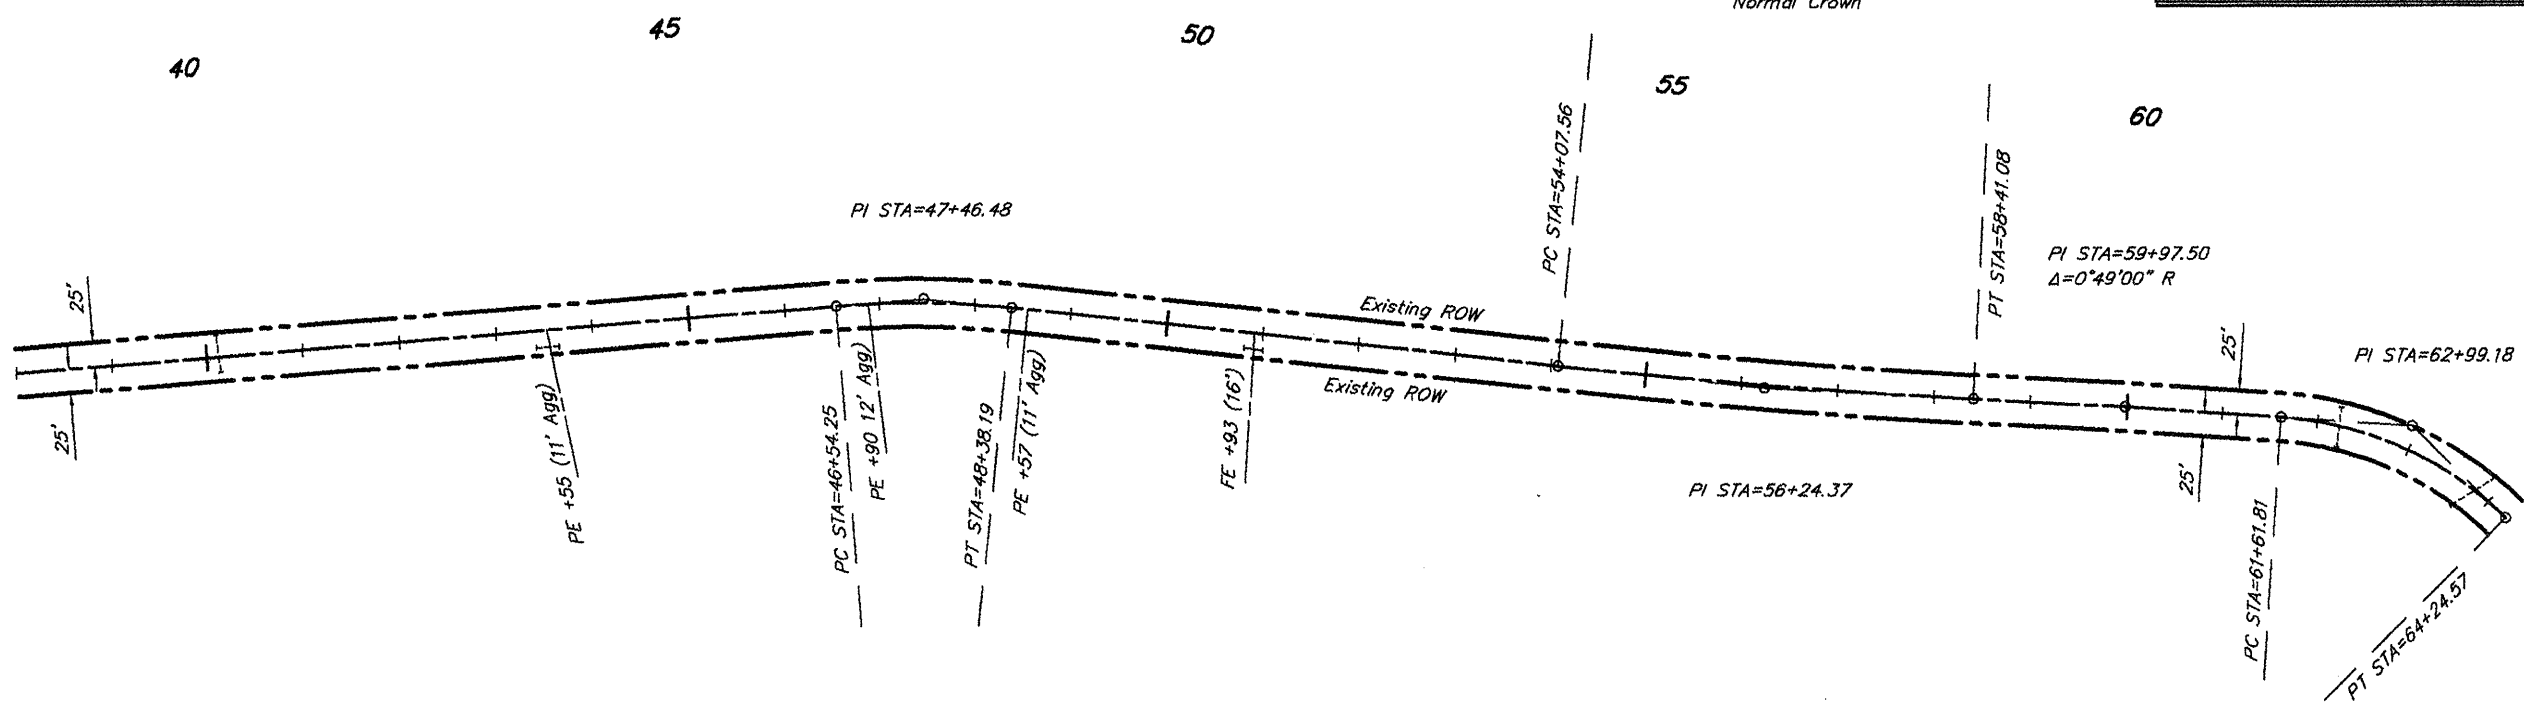 Normal Crown
40
45
50
55
60
PI STA=47+46.48
PC STA=54+07.56
PT STA=58+41.08
PI STA=59+97.50
Δ=0°49'00" R
PI STA=62+99.18
25'
25'
Existing ROW
Existing ROW
25'
25'
PE +55 (11' Agg)
PC STA=46+54.25
PE +90 12' Agg)
PT STA=48+38.19
PE +57 (11' Agg)
FE +93 (16')
PI STA=56+24.37
PC STA=61+61.81
PT STA=64+24.57